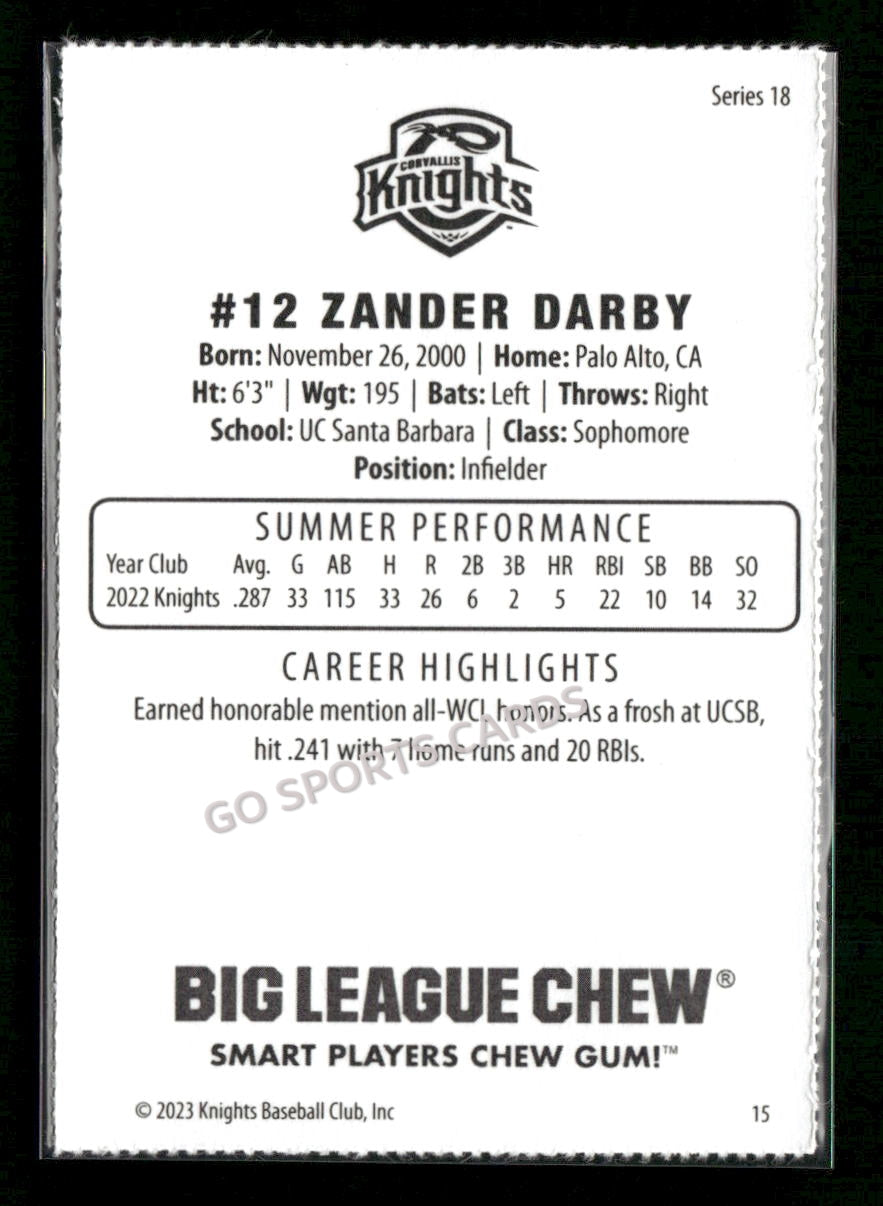 Series 18
CORVALLIS
Knights
#12 ZANDER DARBY
Born: November 26, 2000 | Home: Palo Alto, CA
Ht: 6'3" | Wgt: 195 | Bats: Left | Throws: Right
School: UC Santa Barbara | Class: Sophomore
Position: Infielder
SUMMER PERFORMANCE
Year Club Avg. G AB H R 2B 3B HR RBI SB BB SO
2022 Knights .287 33 115 33 26 6 2 5 22 10 14 32
CAREER HIGHLIGHTS
Earned honorable mention all-WCL honors. As a frosh at UCSB,
hit .241 with 7 home runs and 20 RBIs.
GO SPORTS CARDS
BIG LEAGUE CHEW®
SMART PLAYERS CHEW GUM!™
© 2023 Knights Baseball Club, Inc
15